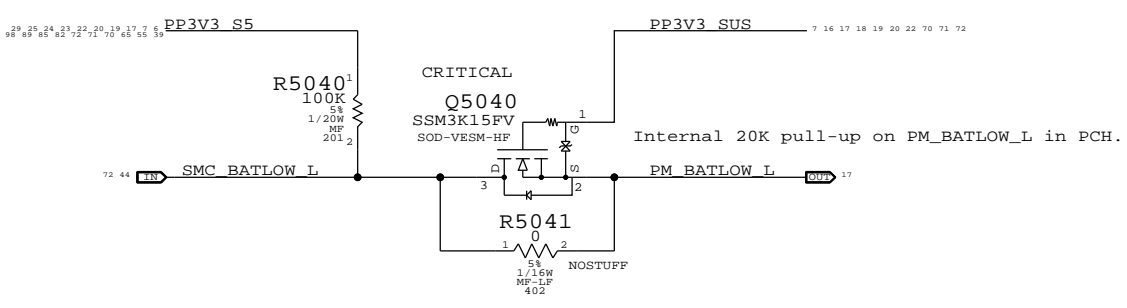 29 25 24 23 22 20 19 17 7 6
98 89 85 82 72 71 70 65 55 39
PP3V3_S5
PP3V3_SUS
7 16 17 18 19 20 22 70 71 72
R5040
1
100K
5%
1/20W
MF
201
2
CRITICAL
Q5040
SSM3K15FV
SOD-VESM-HF
1
G
D
S
3
2
Internal 20K pull-up on PM_BATLOW_L in PCH.
72 44
IN
SMC_BATLOW_L
PM_BATLOW_L
OUT
17
R5041
0
1
2
5%
1/16W
MF-LF
402
NOSTUFF